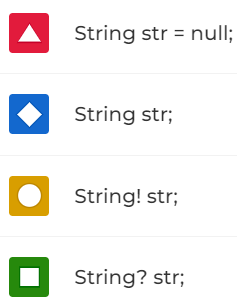 String str = null;
String str;
String! str;
String? str;